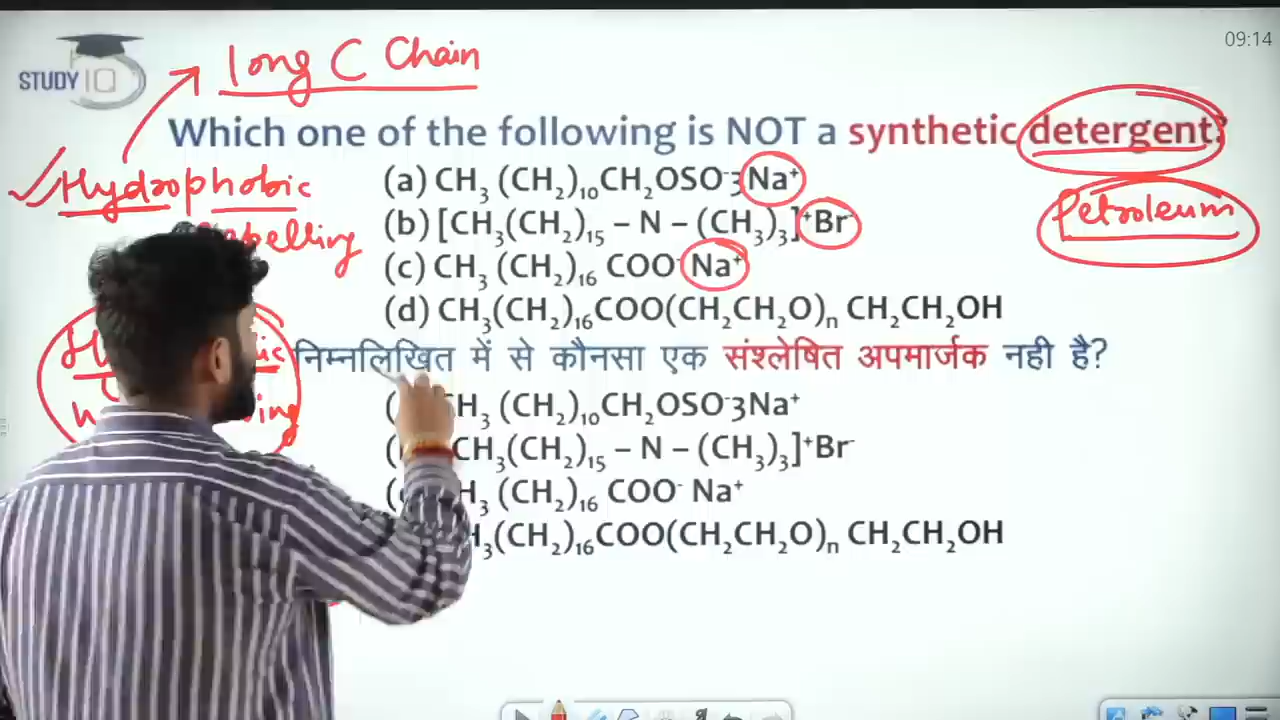 09:14
STUDY IQ
long C Chain
Which one of the following is NOT a synthetic detergent?
Hydrophobic
(a) CH₃ (CH₂)₁₀CH₂OSO⁻3Na⁺
Petroleum
(b) [CH₃(CH₂)₁₅ – N – (CH₃)₃]⁺Br⁻
(c) CH₃ (CH₂)₁₆ COO⁻ Na⁺
(d) CH₃(CH₂)₁₆COO(CH₂CH₂O)ₙ CH₂CH₂OH
निम्नलिखित में से कौनसा एक संश्लेषित अपमार्जक नही है?
H₃ (CH₂)₁₀CH₂OSO⁻3Na⁺
CH₃(CH₂)₁₅ – N – (CH₃)₃]⁺Br⁻
H₃ (CH₂)₁₆ COO⁻ Na⁺
H₃(CH₂)₁₆COO(CH₂CH₂O)ₙ CH₂CH₂OH